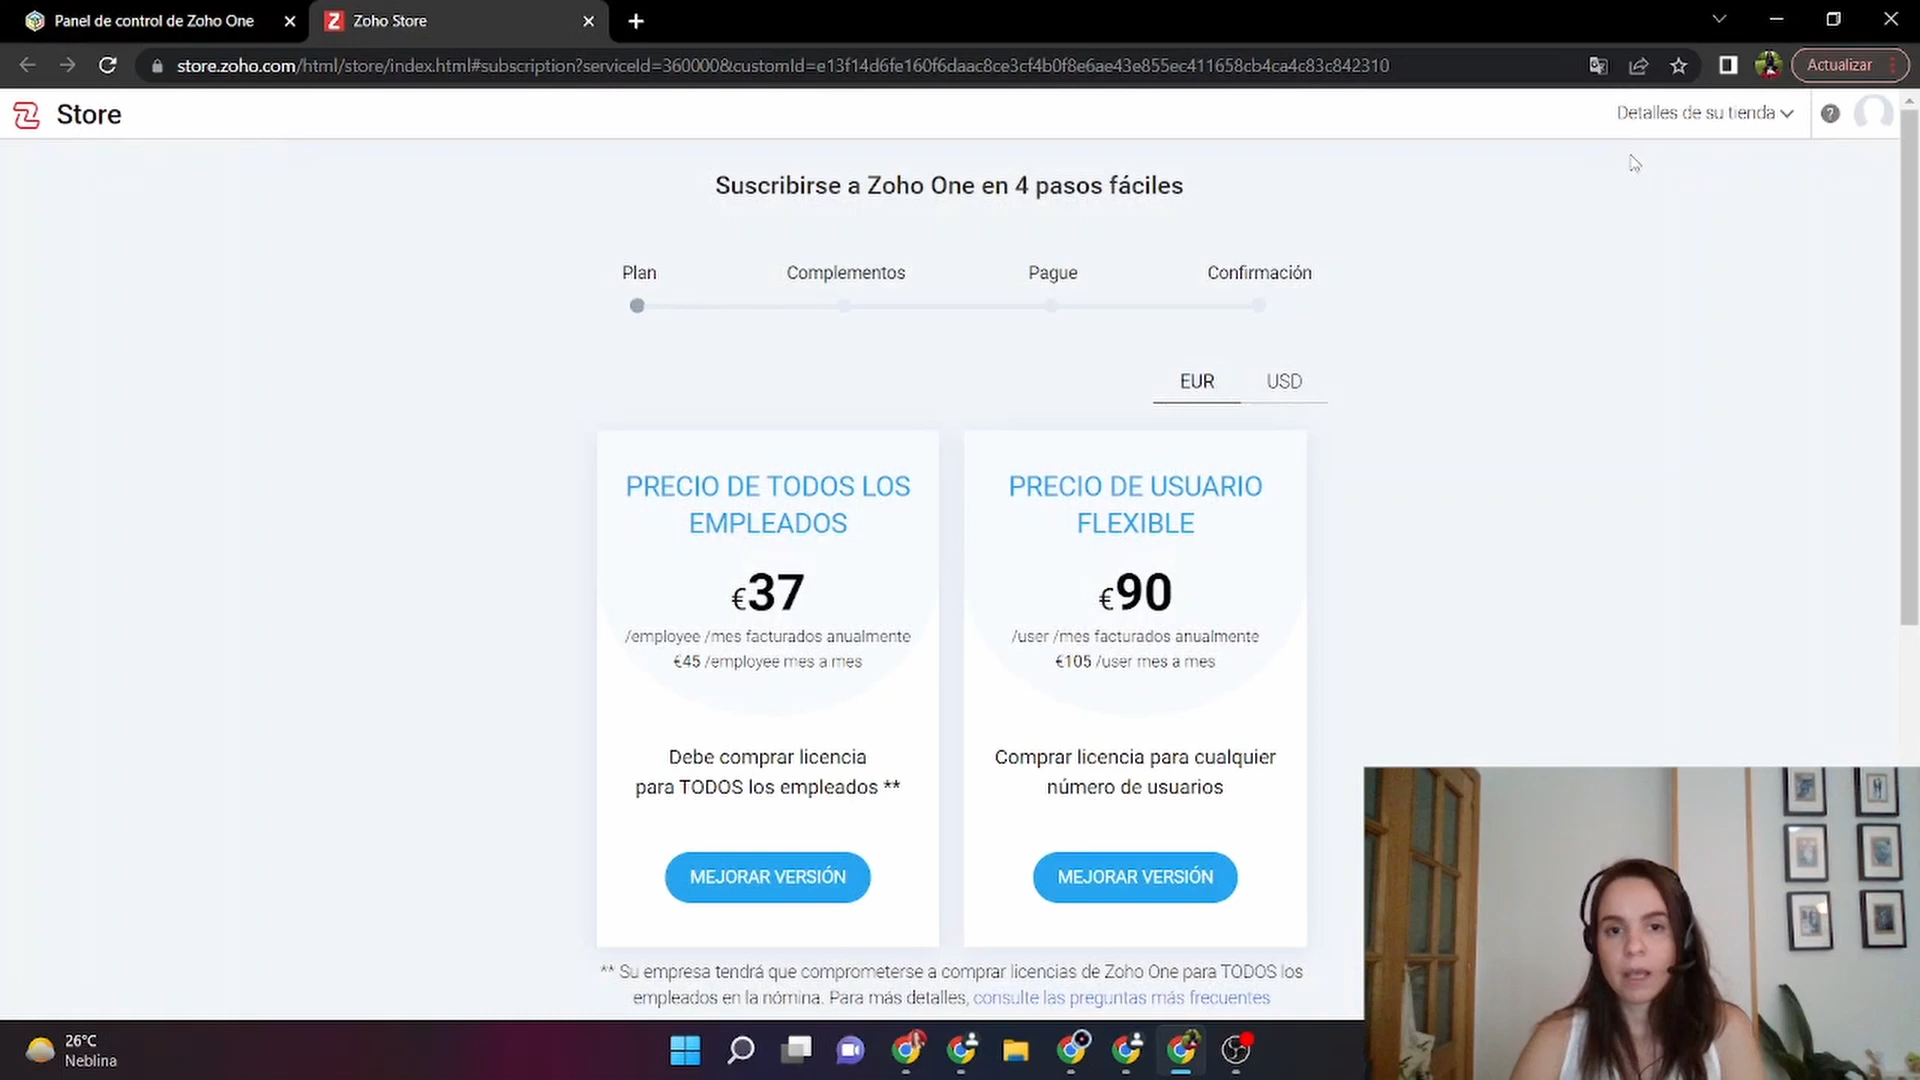 Panel de control de Zoho One
Zoho Store
store.zoho.com/html/store/index.html#subscription?serviceId=36000&customId=e13f14d6fe160f6daac8ce3cf4b0f8e6ae43e855ec411658cb4ca4c83c842310
Actualizar
Store
Detalles de su tienda
Suscribirse a Zoho One en 4 pasos fáciles
Plan
Complementos
Pague
Confirmación
EUR
USD
PRECIO DE TODOS LOS
EMPLEADOS
€37
/employee /mes facturados anualmente
€45 /employee mes a mes
Debe comprar licencia
para TODOS los empleados **
MEJORAR VERSIÓN
PRECIO DE USUARIO
FLEXIBLE
€90
/user /mes facturados anualmente
€105 /user mes a mes
Comprar licencia para cualquier
número de usuarios
MEJORAR VERSIÓN
** Su empresa tendrá que comprometerse a comprar licencias de Zoho One para TODOS los
empleados en la nómina. Para más detalles, consulte las preguntas más frecuentes
26°C
Neblina